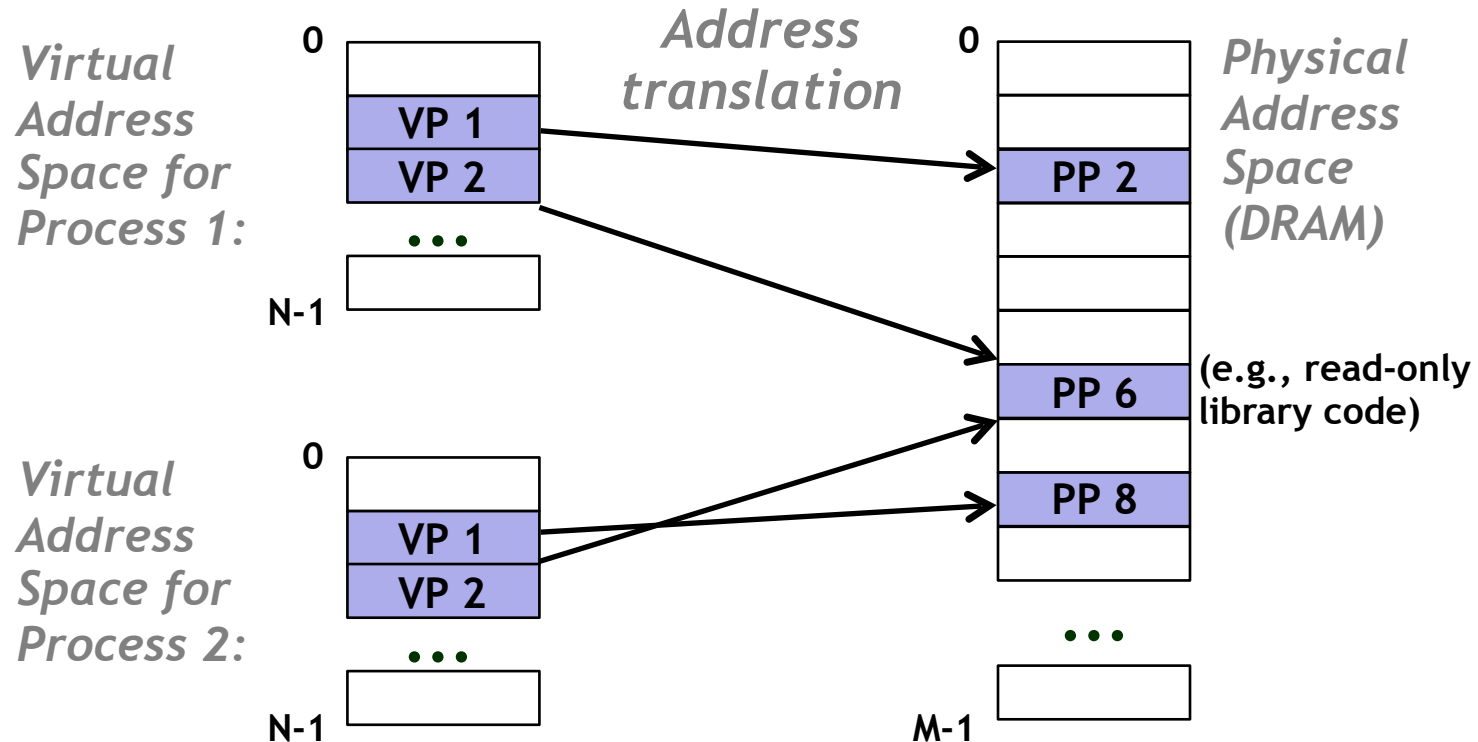 Virtual
Address
Space for
Process 1:
0
VP 1
VP 2
...
N-1
Address
translation
0
PP 2
PP 6
PP 8
...
M-1
Physical
Address
Space
(DRAM)
(e.g., read-only
library code)
Virtual
Address
Space for
Process 2:
0
VP 1
VP 2
...
N-1